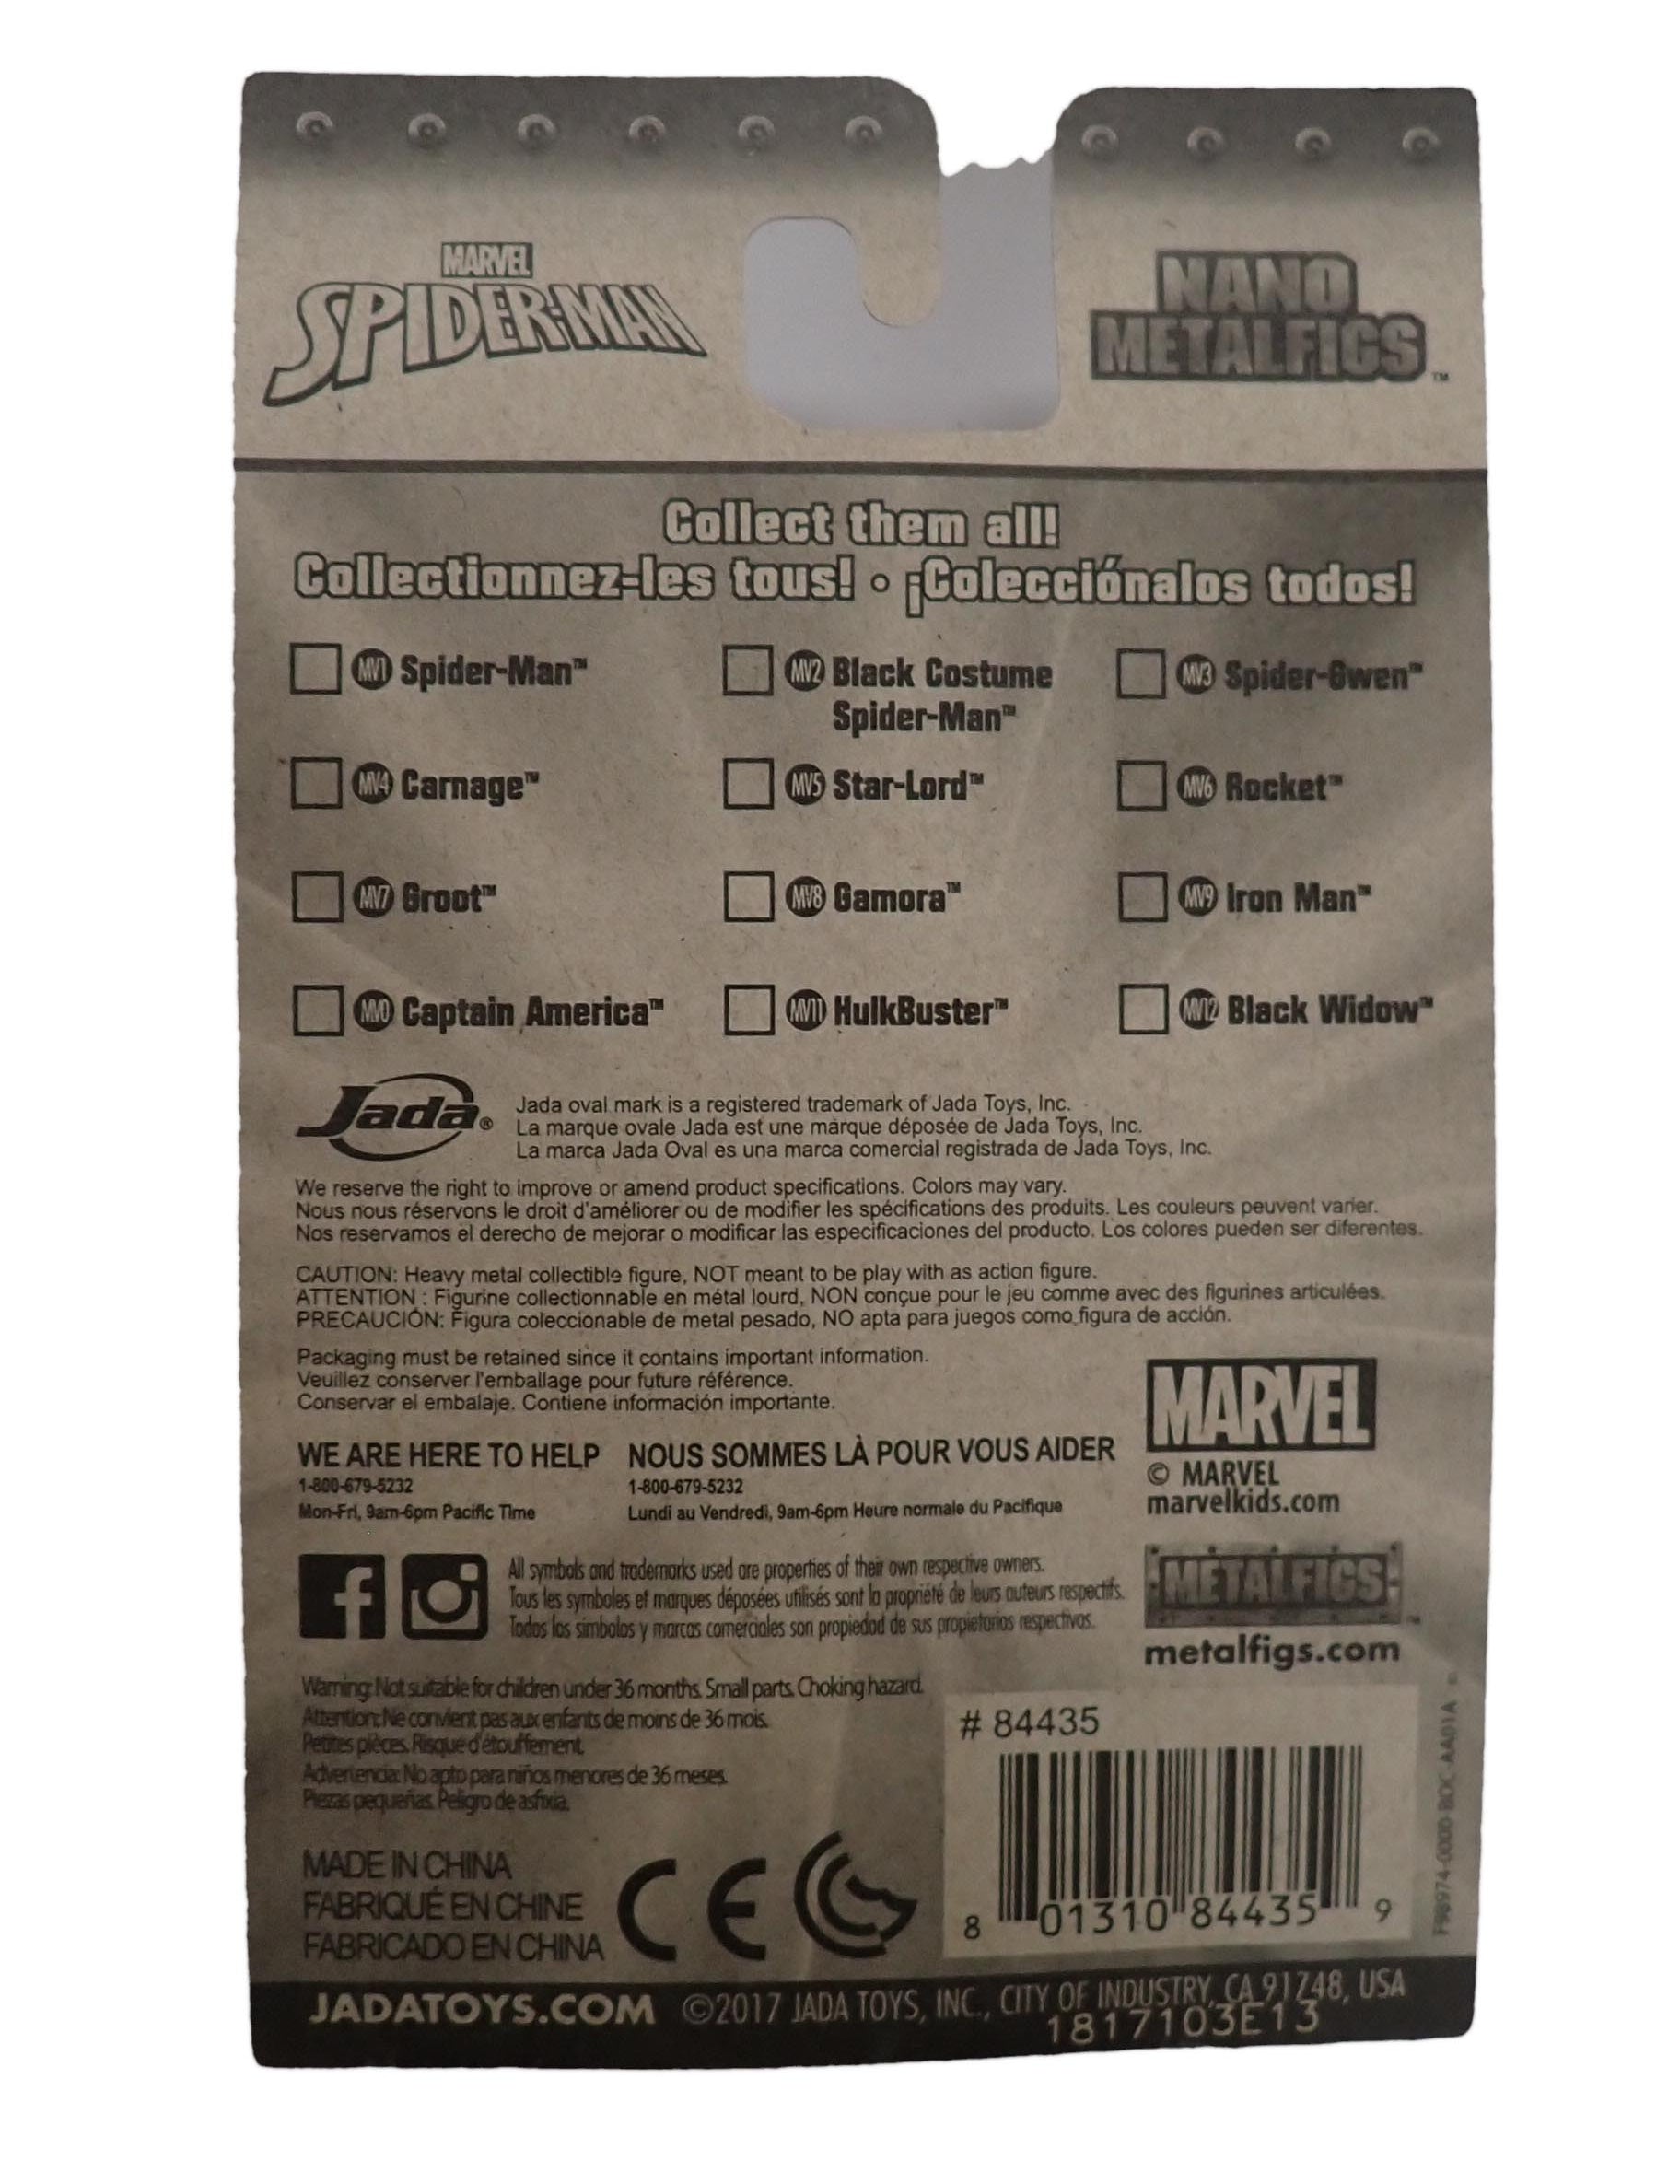 MARVEL
SPIDER-MAN
NANO
METALFIGS™
Collect them all!
Collectionnez-les tous! • ¡Colecciónalos todos!
MV1 Spider-Man™
MV2 Black Costume
Spider-Man™
MV3 Spider-Gwen™
MV4 Carnage™
MV5 Star-Lord™
MV6 Rocket™
MV7 Groot™
MV8 Gamora™
MV9 Iron Man™
Captain America™
MV11 HulkBuster™
MV12 Black Widow™
Jada®
Jada oval mark is a registered trademark of Jada Toys, Inc.
La marque ovale Jada est une marque déposée de Jada Toys, Inc.
La marca Jada Oval es una marca comercial registrada de Jada Toys, Inc.
We reserve the right to improve or amend product specifications. Colors may vary.
Nous nous réservons le droit d'améliorer ou de modifier les spécifications des produits. Les couleurs peuvent varier.
Nos reservamos el derecho de mejorar o modificar las especificaciones del producto. Los colores pueden ser diferentes.
CAUTION: Heavy metal collectible figure, NOT meant to be play with as action figure.
ATTENTION : Figurine collectionnable en métal lourd, NON conçue pour le jeu comme avec des figurines articulées.
PRECAUCIÓN: Figura coleccionable de metal pesado, NO apta para juegos como figura de acción.
Packaging must be retained since it contains important information.
Veuillez conserver l'emballage pour future référence.
Conservar el embalaje. Contiene información importante.
MARVEL
© MARVEL
marvelkids.com
WE ARE HERE TO HELP
1-800-679-5232
Mon-Fri, 9am-6pm Pacific Time
NOUS SOMMES LÀ POUR VOUS AIDER
1-800-679-5232
Lundi au Vendredi, 9am-6pm Heure normale du Pacifique
All symbols and trademarks used are properties of their own respective owners.
Tous les symboles et marques déposées utilisés sont la propriété de leurs auteurs respectifs.
Todos los símbolos y marcas comerciales son propiedad de sus propietarios respectivos.
METALFIGS™
metalfigs.com
Warning: Not suitable for children under 36 months. Small parts. Choking hazard.
Attention: Ne convient pas aux enfants de moins de 36 mois.
Petites pièces. Risque d'étouffement.
Advertencia: No apto para niños menores de 36 meses.
Piezas pequeñas. Peligro de asfixia.
MADE IN CHINA
FABRIQUÉ EN CHINE
FABRICADO EN CHINA
CE
# 84435
8 01310 84435 9
JADATOYS.COM ©2017 JADA TOYS, INC., CITY OF INDUSTRY, CA 91748, USA
1817103E13